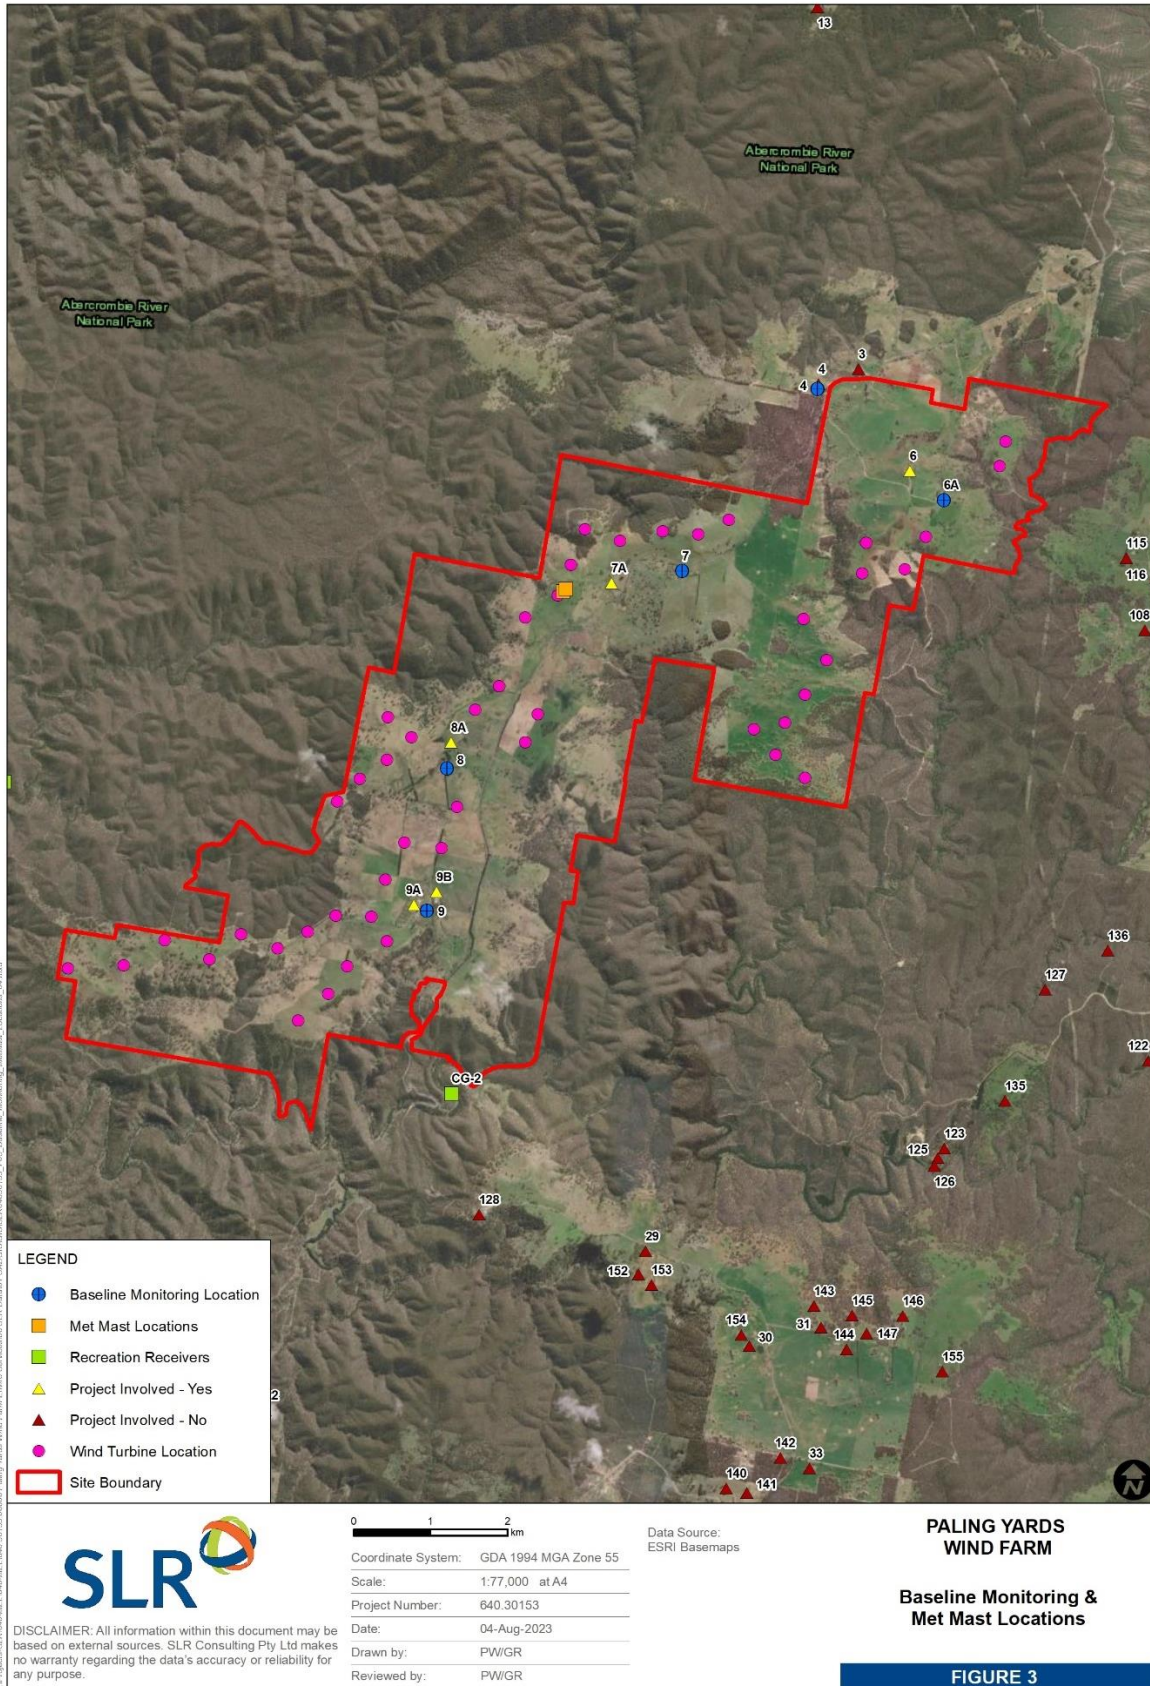 13
Abercrombie River
National Park
Abercrombie River
National Park
3
4
4
6
6A
115
116
7
7A
108
8A
8
9B
9A
9
136
127
122
CG-2
135
123
125
126
128
29
152
153
143
145
146
31
144
147
154
30
155
142
33
140
141
2
LEGEND
Baseline Monitoring Location
Met Mast Locations
Recreation Receivers
Project Involved - Yes
Project Involved - No
Wind Turbine Location
Site Boundary
N
SLR
DISCLAIMER: All information within this document may be
based on external sources. SLR Consulting Pty Ltd makes
no warranty regarding the data's accuracy or reliability for
any purpose.
0 1 2
km
Coordinate System: GDA 1994 MGA Zone 55
Scale: 1:77,000 at A4
Project Number: 640.30153
Date: 04-Aug-2023
Drawn by: PW/GR
Reviewed by: PW/GR
Data Source:
ESRI Basemaps
PALING YARDS
WIND FARM
Baseline Monitoring &
Met Mast Locations
FIGURE 3